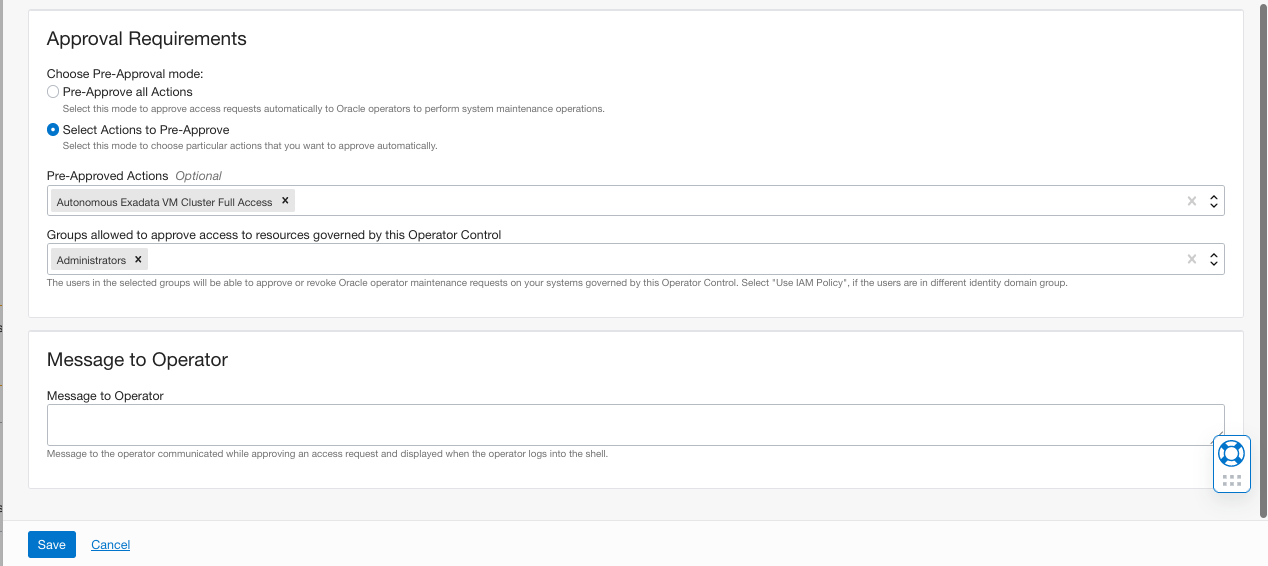 Approval Requirements
Choose Pre-Approval mode:
Pre-Approve all Actions
Select this mode to approve access requests automatically to Oracle operators to perform system maintenance operations.
Select Actions to Pre-Approve
Select this mode to choose particular actions that you want to approve automatically.
Pre-Approved Actions Optional
Autonomous Exadata VM Cluster Full Access
Groups allowed to approve access to resources governed by this Operator Control
Administrators
The users in the selected groups will be able to approve or revoke Oracle operator maintenance requests on your systems governed by this Operator Control. Select "Use IAM Policy", if the users are in different identity domain group.
Message to Operator
Message to Operator
Message to the operator communicated while approving an access request and displayed when the operator logs into the shell.
Save Cancel